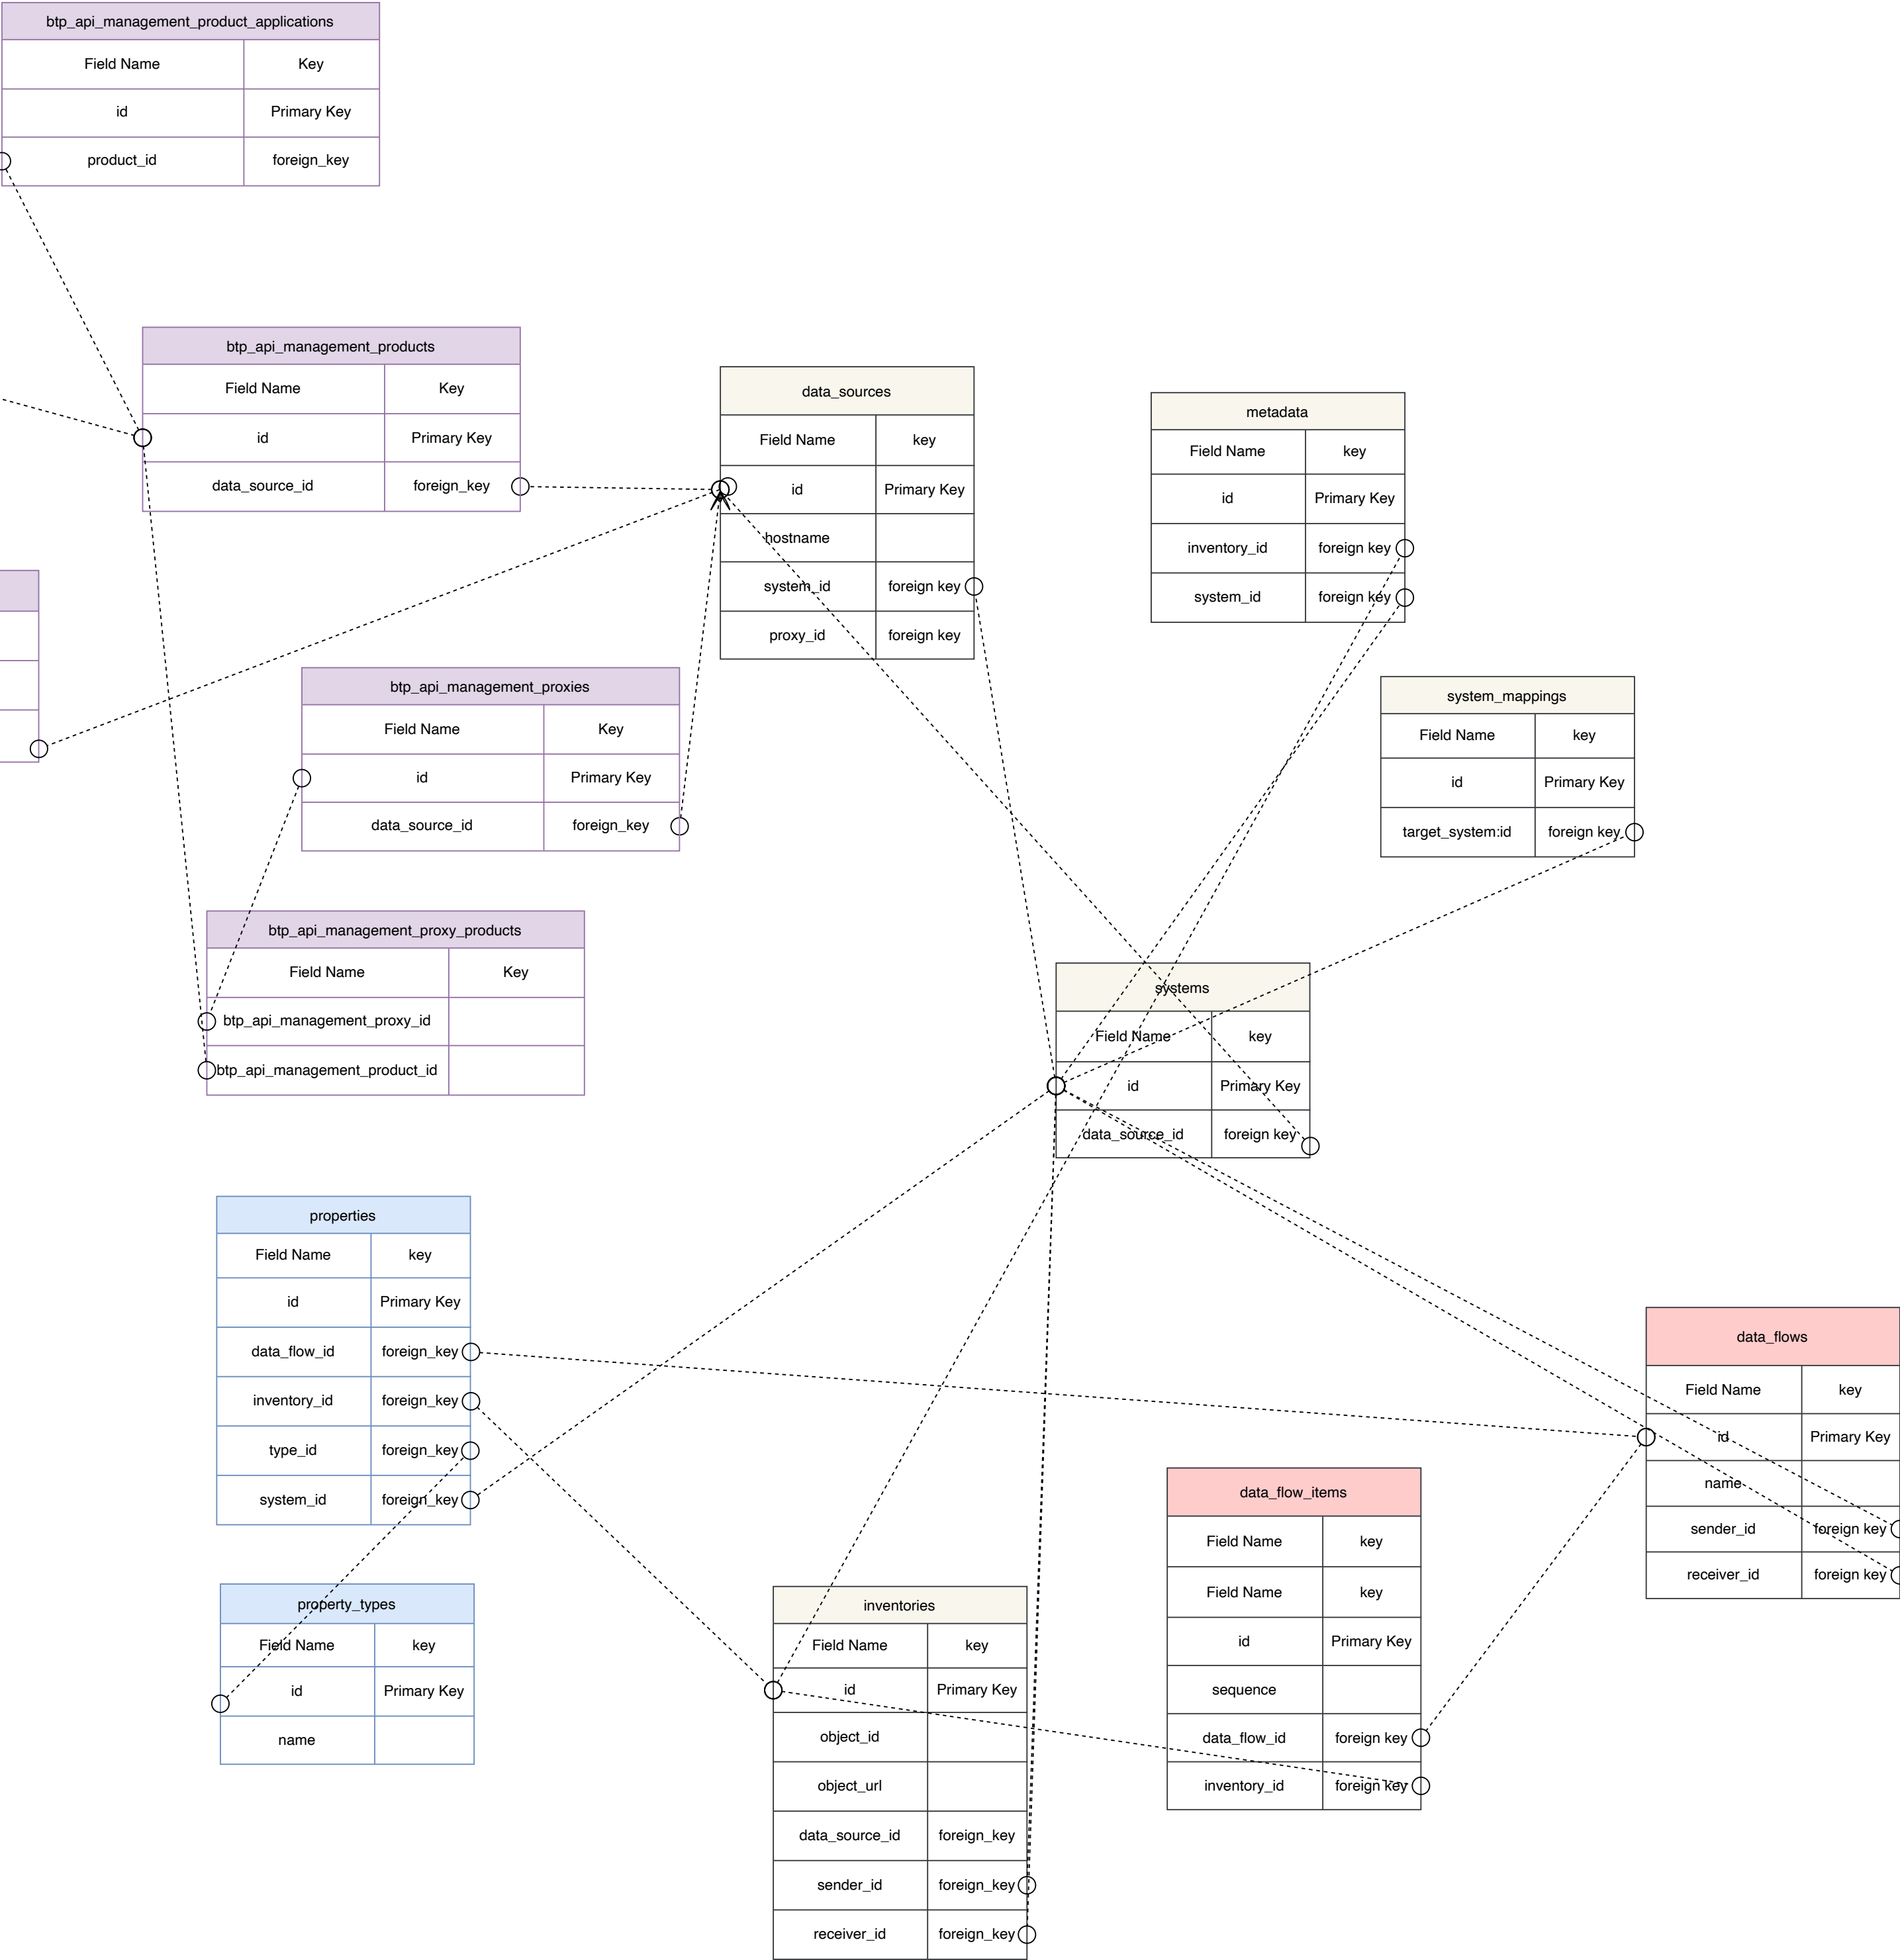 btp_api_management_product_applications
Field Name Key
id Primary Key
product_id foreign_key
btp_api_management_products
Field Name Key
id Primary Key
data_source_id foreign_key
data_sources
Field Name key
id Primary Key
hostname
system_id foreign key
proxy_id foreign key
metadata
Field Name key
id Primary Key
inventory_id foreign key
system_id foreign key
btp_api_management_proxies
Field Name Key
id Primary Key
data_source_id foreign_key
system_mappings
Field Name key
id Primary Key
target_system:id foreign key
btp_api_management_proxy_products
Field Name Key
btp_api_management_proxy_id
btp_api_management_product_id
systems
Field Name key
id Primary Key
data_source_id foreign key
properties
Field Name key
id Primary Key
data_flow_id foreign_key
inventory_id foreign_key
type_id foreign_key
system_id foreign_key
data_flows
Field Name key
id Primary Key
name
sender_id foreign key
receiver_id foreign key
data_flow_items
Field Name key
Field Name key
id Primary Key
sequence
data_flow_id foreign key
inventory_id foreign key
property_types
Field Name key
id Primary Key
name
inventories
Field Name key
id Primary Key
object_id
object_url
data_source_id foreign_key
sender_id foreign_key
receiver_id foreign_key